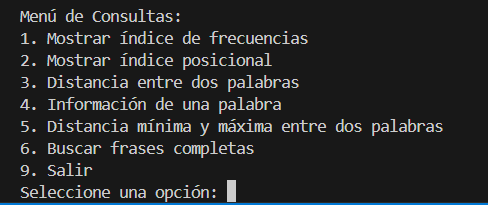 Menú de Consultas:
1. Mostrar índice de frecuencias
2. Mostrar índice posicional
3. Distancia entre dos palabras
4. Información de una palabra
5. Distancia mínima y máxima entre dos palabras
6. Buscar frases completas
9. Salir
Seleccione una opción: